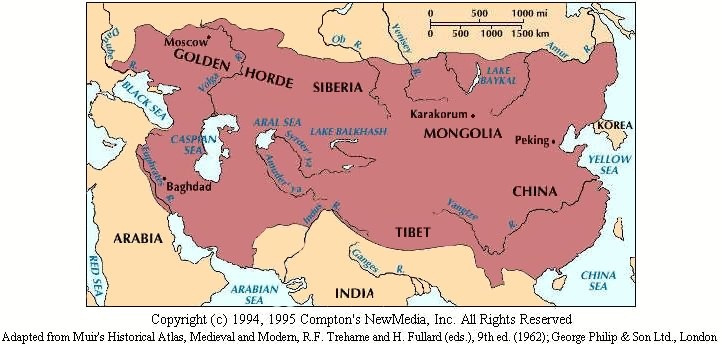 0 500 1000 mi
0 500 1000 1500 km
Danube R.
Moscow
GOLDEN HORDE
Volga R.
Ob R.
Yenisey R.
SIBERIA
LAKE BAYKAL
Amur R.
BLACK SEA
CASPIAN SEA
ARAL SEA
Syrdar'ya
Amudar'ya
LAKE BALKHASH
Karakorum
MONGOLIA
Peking
KOREA
YELLOW SEA
Euphrates R.
Baghdad
CHINA
Yangtze R.
Indus R.
TIBET
ARABIA
RED SEA
ARABIAN SEA
Ganges R.
INDIA
CHINA SEA
Copyright (c) 1994, 1995 Compton's NewMedia, Inc. All Rights Reserved
Adapted from Muir's Historical Atlas, Medieval and Modern, R.F. Treharne and H. Fullard (eds.), 9th ed. (1962); George Philip & Son Ltd., London